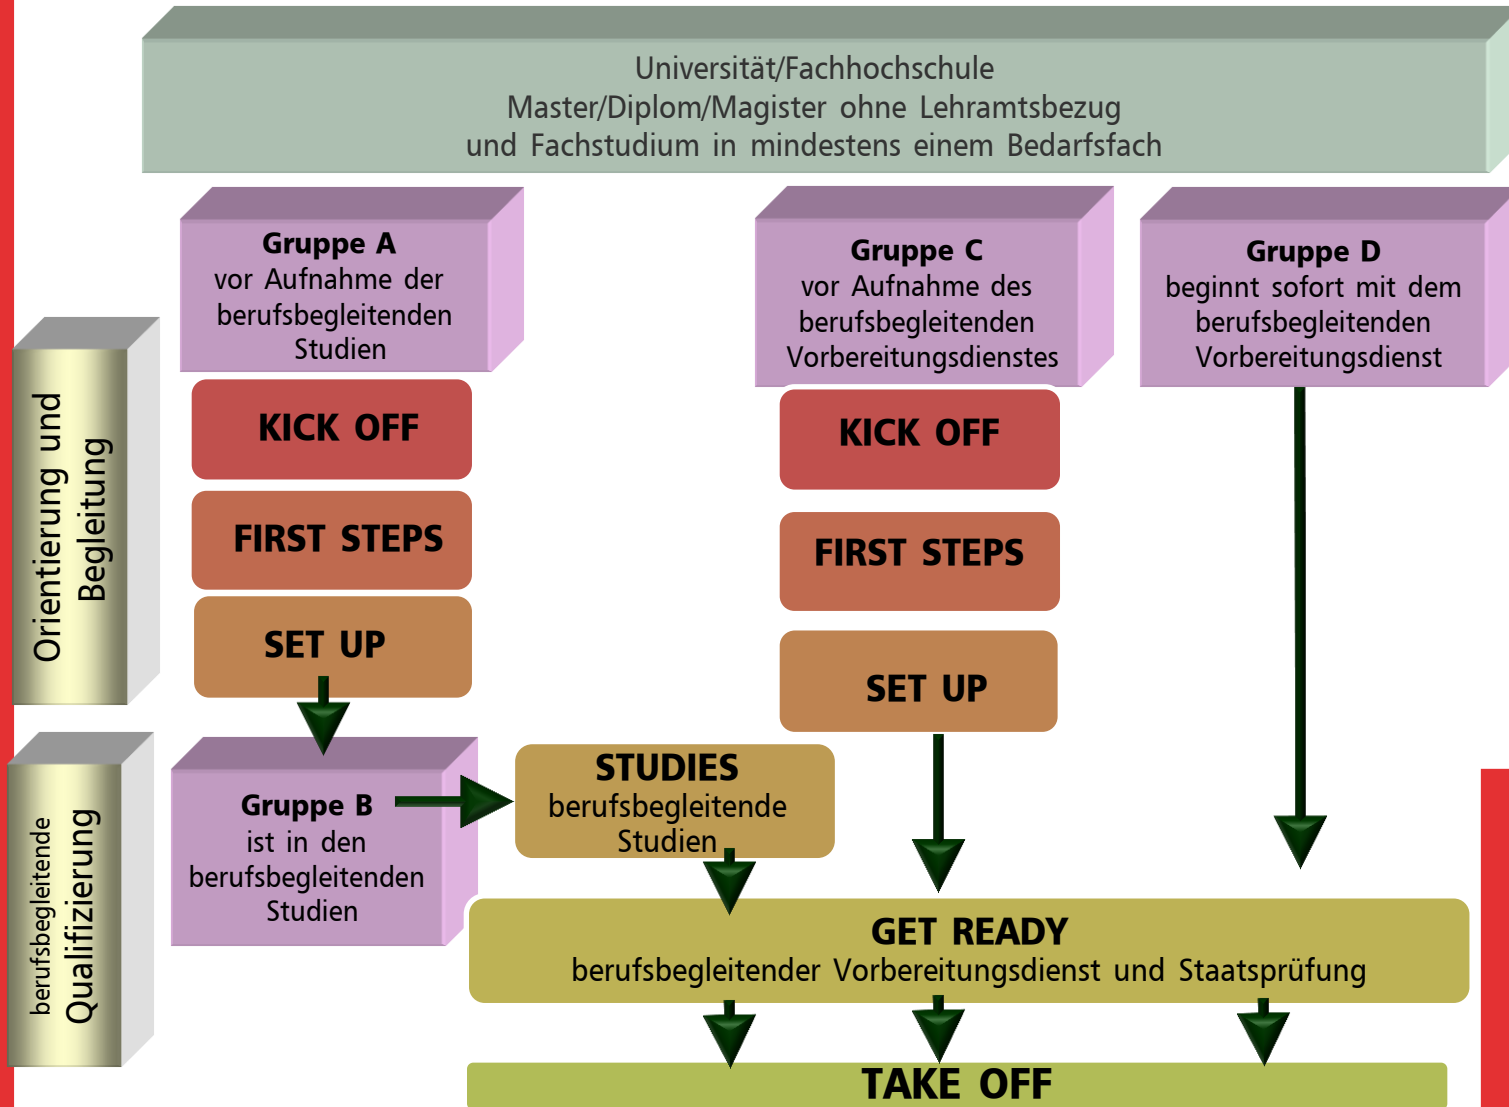 Universität/Fachhochschule
Master/Diplom/Magister ohne Lehramtsbezug
und Fachstudium in mindestens einem Bedarfsfach
Gruppe A
vor Aufnahme der
berufsbegleitenden
Studien
Gruppe C
vor Aufnahme des
berufsbegleitenden
Vorbereitungsdienstes
Gruppe D
beginnt sofort mit dem
berufsbegleitenden
Vorbereitungsdienst
Orientierung und
Begleitung
KICK OFF
FIRST STEPS
SET UP
KICK OFF
FIRST STEPS
SET UP
berufsbegleitende
Qualifizierung
Gruppe B
ist in den
berufsbegleitenden
Studien
STUDIES
berufsbegleitende
Studien
GET READY
berufsbegleitender Vorbereitungsdienst und Staatsprüfung
TAKE OFF